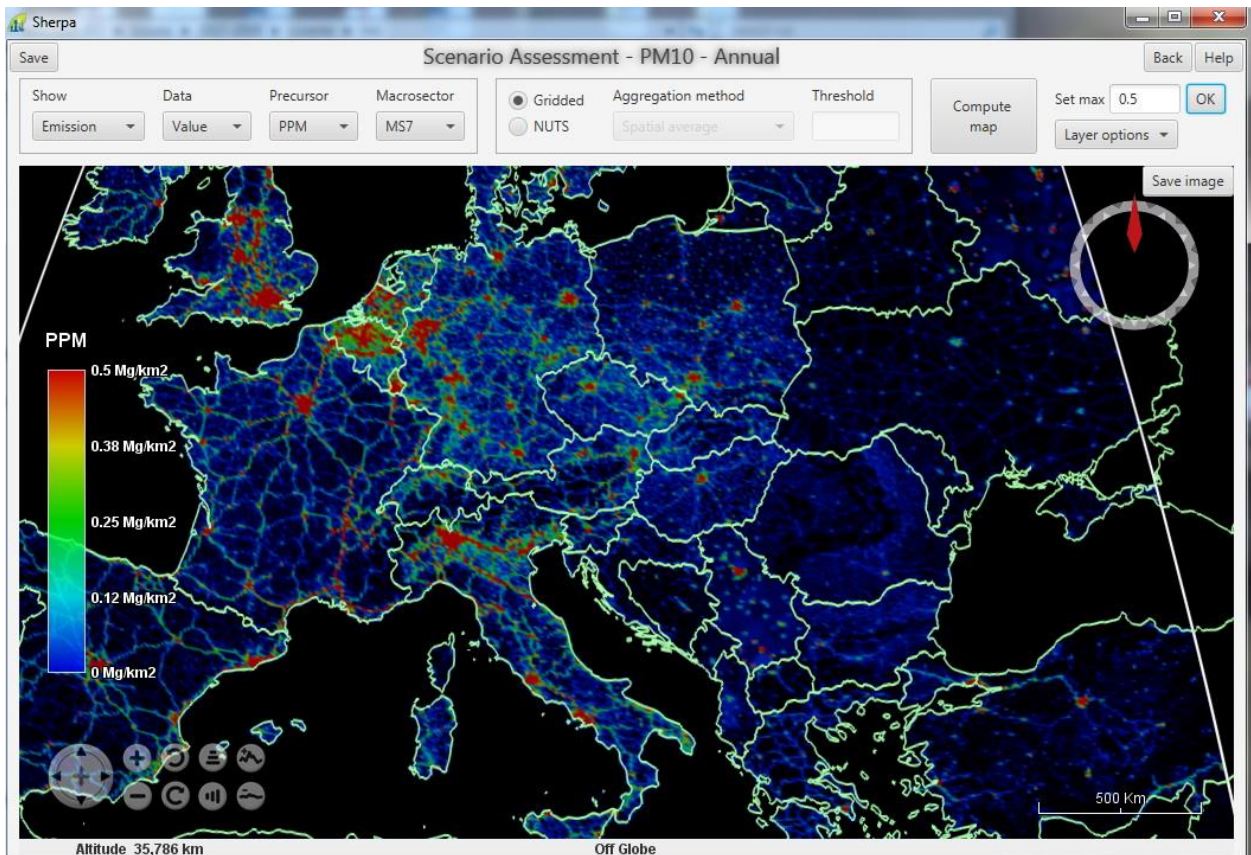 Sherpa
Save
Scenario Assessment - PM10 - Annual
Back
Help
Show
Data
Precursor
Macrosector
Emission
Value
PPM
MS7
Gridded
NUTS
Aggregation method
Spatial average
Threshold
Compute
map
Set max 0.5
OK
Layer options
Save image
PPM
0.5 Mg/km2
0.38 Mg/km2
0.25 Mg/km2
0.12 Mg/km2
0 Mg/km2
500 Km
Altitude 35,786 km
Off Globe